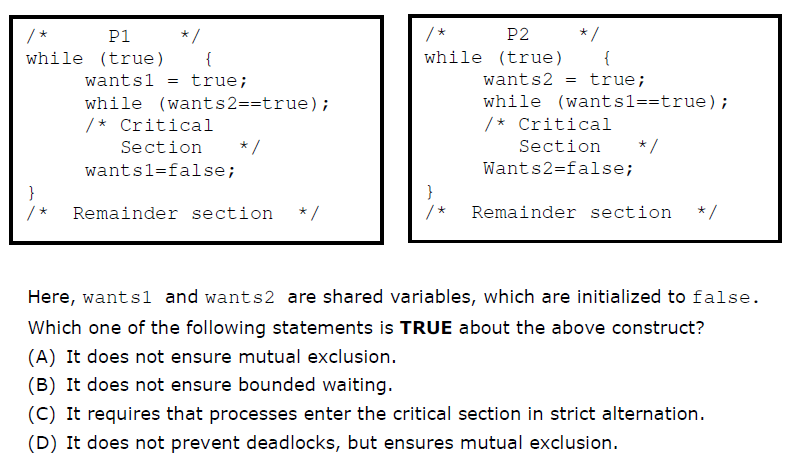 /*      P1      */
while (true)   {
wants1 = true;
while (wants2==true);
/* Critical
Section   */
wants1=false;
}
/*  Remainder section  */
/*      P2      */
while (true)   {
wants2 = true;
while (wants1==true);
/* Critical
Section   */
Wants2=false;
}
/*  Remainder section  */
Here, wants1 and wants2 are shared variables, which are initialized to false.
Which one of the following statements is TRUE about the above construct?
(A) It does not ensure mutual exclusion.
(B) It does not ensure bounded waiting.
(C) It requires that processes enter the critical section in strict alternation.
(D) It does not prevent deadlocks, but ensures mutual exclusion.